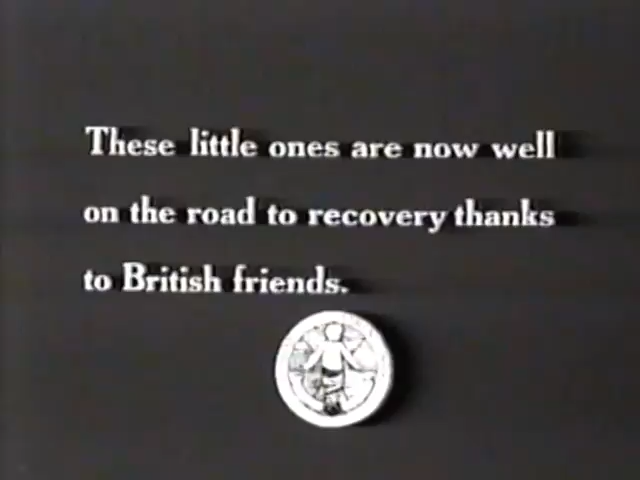 These little ones are now well
on the road to recovery thanks
to British friends.